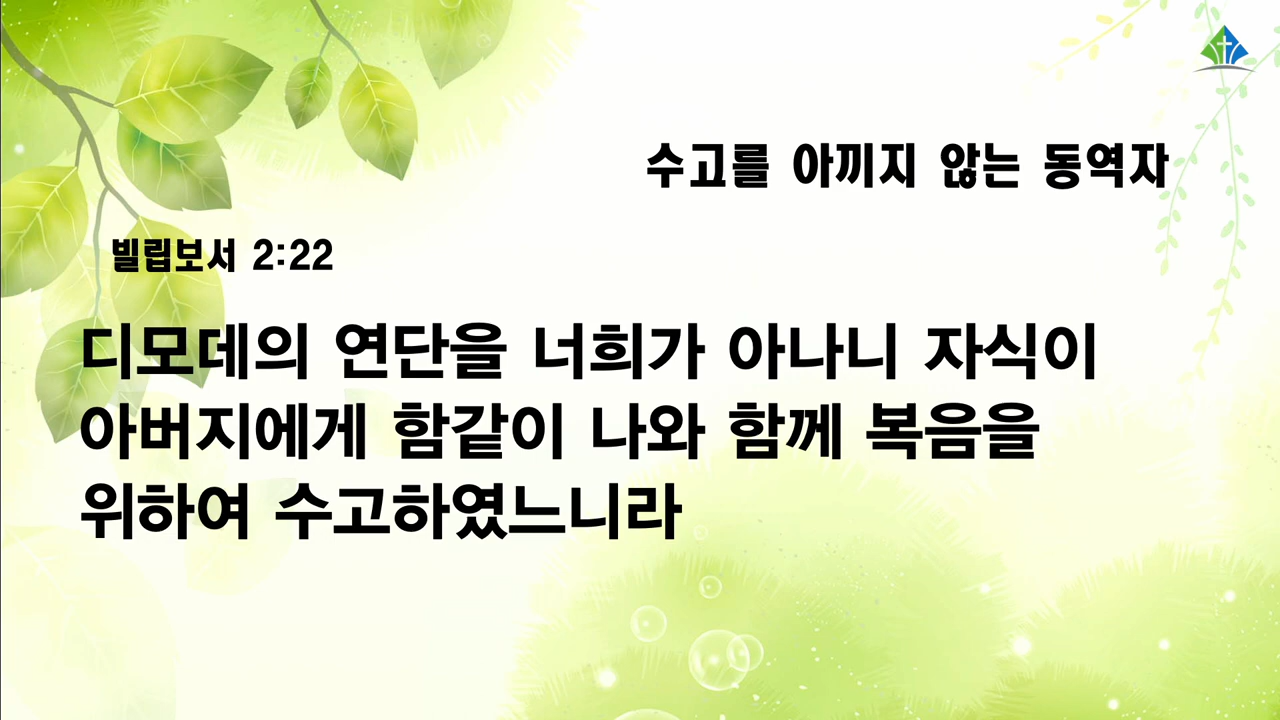 수고를 아끼지 않는 동역자
빌립보서 2:22
디모데의 연단을 너희가 아나니 자식이
아버지에게 함같이 나와 함께 복음을
위하여 수고하였느니라